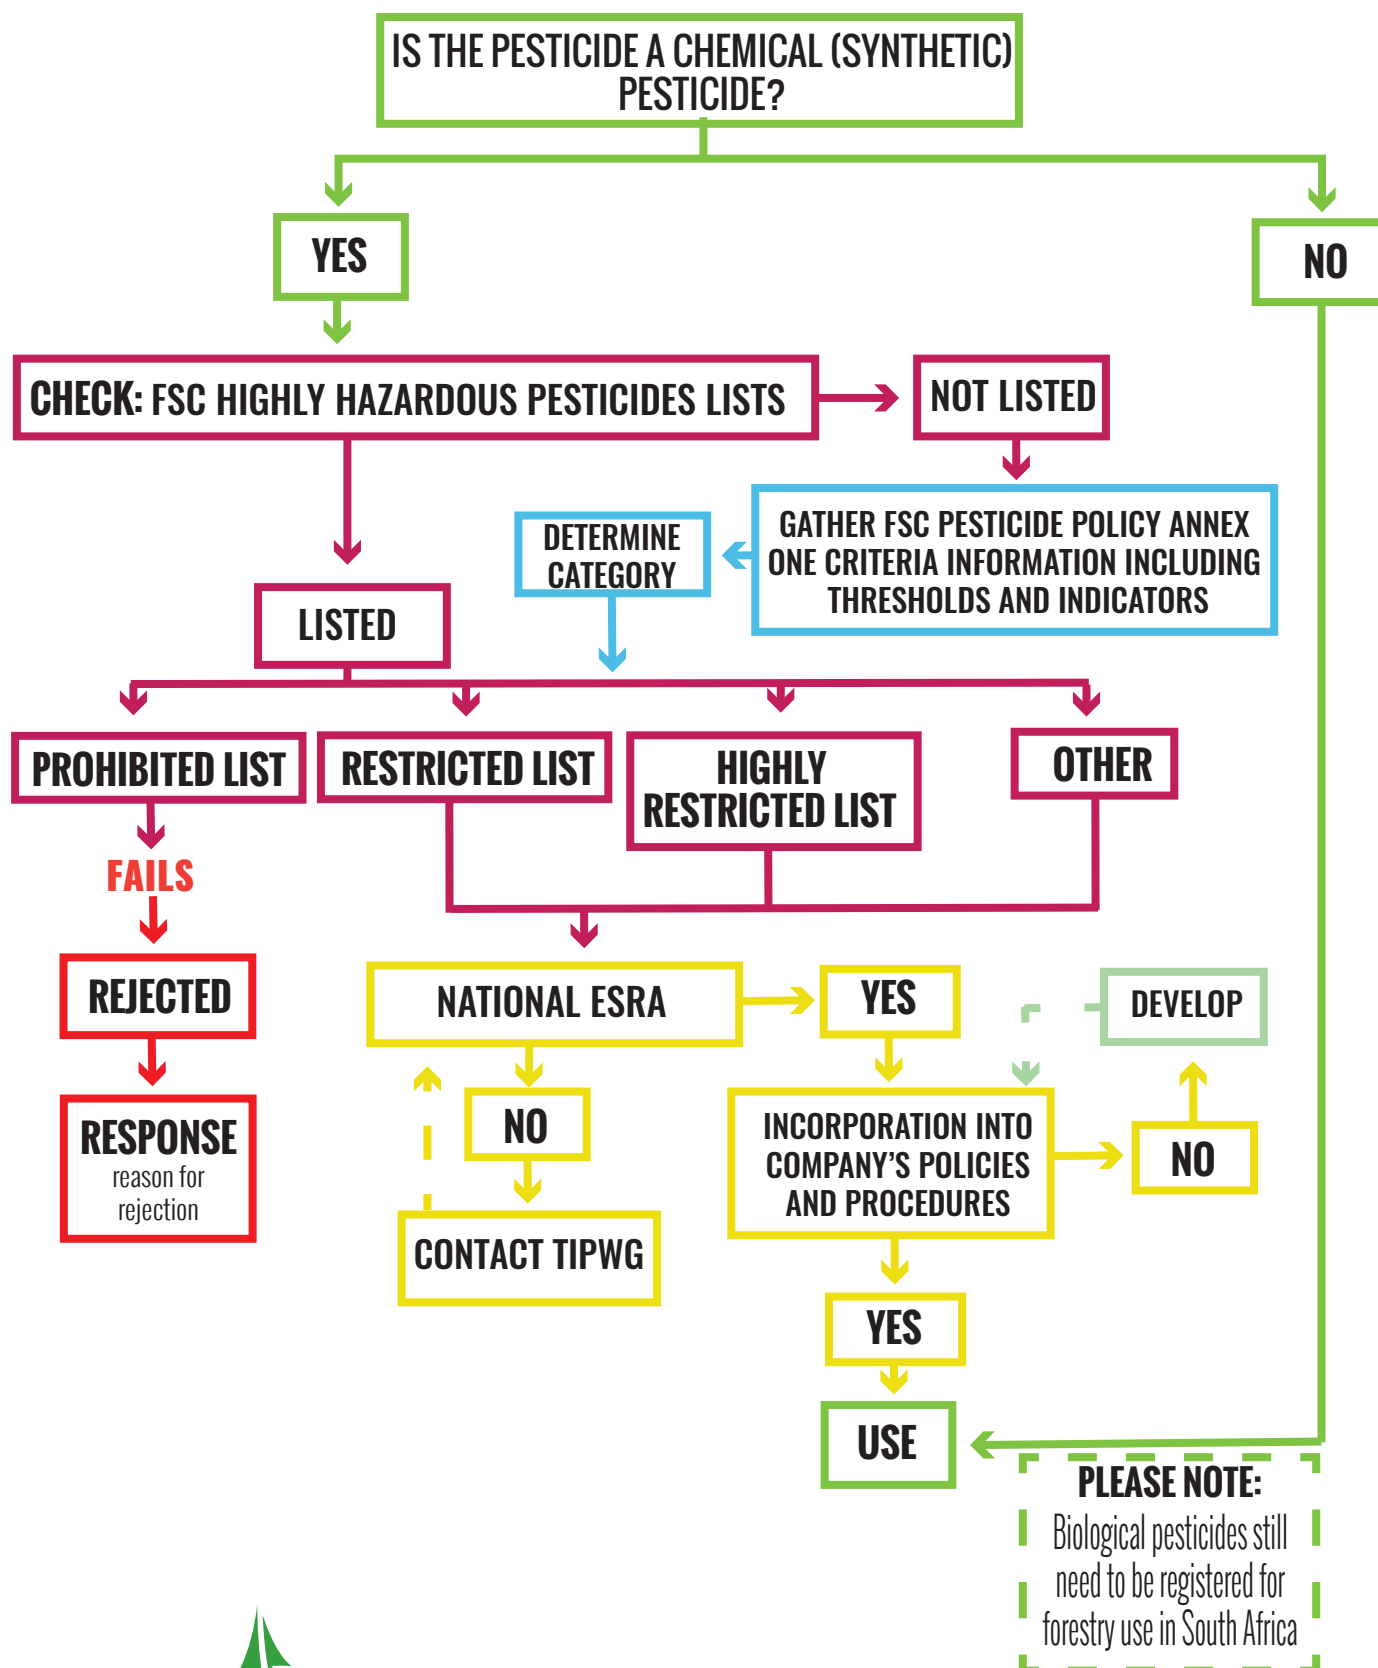 IS THE PESTICIDE A CHEMICAL (SYNTHETIC)
PESTICIDE?
YES
NO
CHECK: FSC HIGHLY HAZARDOUS PESTICIDES LISTS
NOT LISTED
GATHER FSC PESTICIDE POLICY ANNEX
ONE CRITERIA INFORMATION INCLUDING
THRESHOLDS AND INDICATORS
DETERMINE
CATEGORY
LISTED
PROHIBITED LIST
RESTRICTED LIST
HIGHLY
RESTRICTED LIST
OTHER
FAILS
REJECTED
RESPONSE
reason for
rejection
NATIONAL ESRA
YES
DEVELOP
NO
CONTACT TIPWG
INCORPORATION INTO
COMPANY'S POLICIES
AND PROCEDURES
NO
YES
USE
PLEASE NOTE:
Biological pesticides still
need to be registered for
forestry use in South Africa